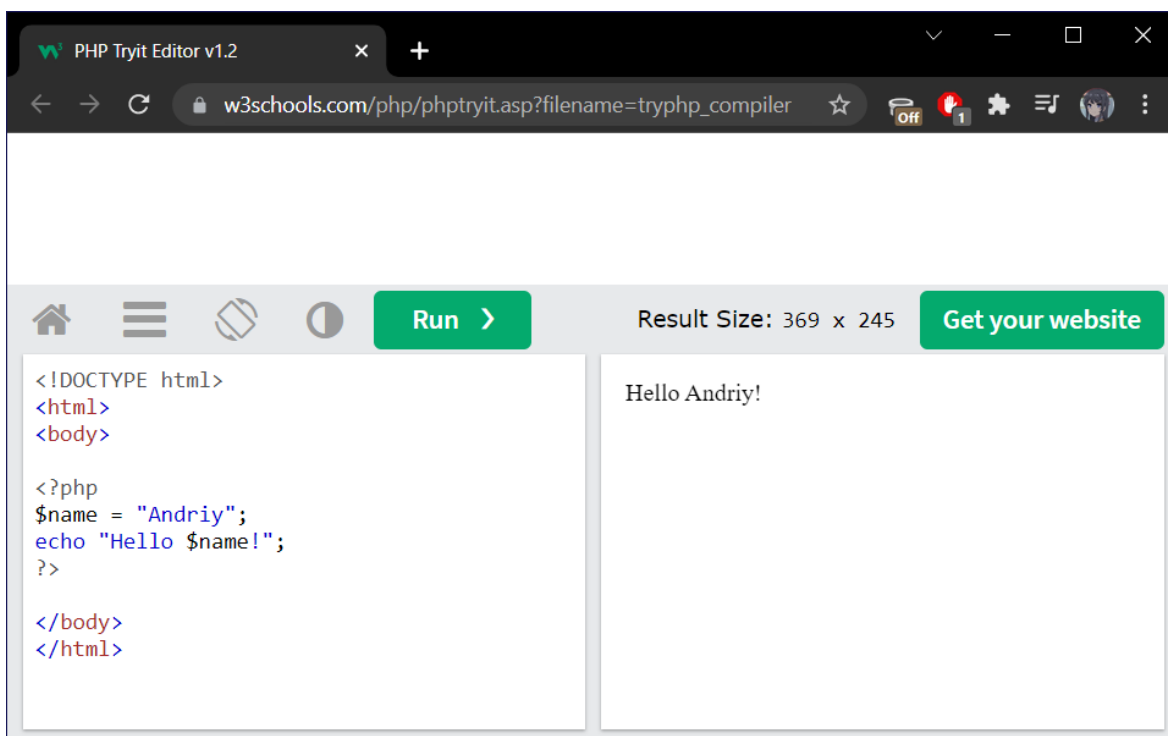 PHP Tryit Editor v1.2
w3schools.com/php/phptryit.asp?filename=tryphp_compiler
Off
1
Run ❯
Result Size: 369 x 245
Get your website
<!DOCTYPE html>
<html>
<body>
<?php
$name = "Andriy";
echo "Hello $name!";
?>
</body>
</html>
Hello Andriy!